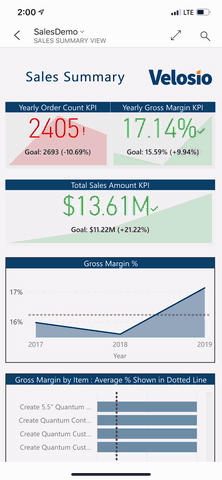 2:00
LTE
SalesDemo
SALES SUMMARY VIEW
Sales Summary
Velosio
Yearly Order Count KPI
Yearly Gross Margin KPI
2405!
17.14%
Goal: 2693 (-10.69%)
Goal: 15.59% (+9.94%)
Total Sales Amount KPI
$13.61M
Goal: $11.22M (+21.22%)
Gross Margin %
17%
16%
2017
2018
2019
Year
Gross Margin by Item : Average % Shown in Dotted Line
Create 5.5" Quantum ...
Create Quantum Cont...
Create Quantum Cust...
Create Quantum Cust...